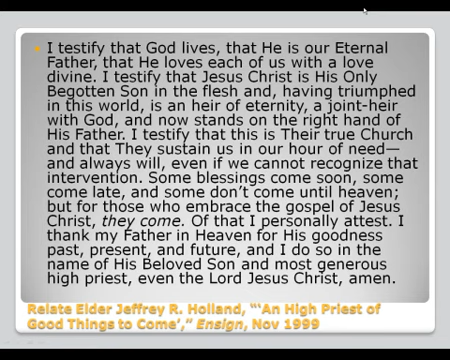 I testify that God lives, that He is our Eternal
Father, that He loves each of us with a love
divine. I testify that Jesus Christ is His Only
Begotten Son in the flesh and, having triumphed
in this world, is an heir of eternity, a joint-heir
with God, and now stands on the right hand of
His Father. I testify that this is Their true Church
and that They sustain us in our hour of need—
and always will, even if we cannot recognize that
intervention. Some blessings come soon, some
come late, and some don’t come until heaven;
but for those who embrace the gospel of Jesus
Christ, they come. Of that I personally attest. I
thank my Father in Heaven for His goodness
past, present, and future, and I do so in the
name of His Beloved Son and most generous
high priest, even the Lord Jesus Christ, amen.
Relate Elder Jeffrey R. Holland, “‘An High Priest of
Good Things to Come’,” Ensign, Nov 1999